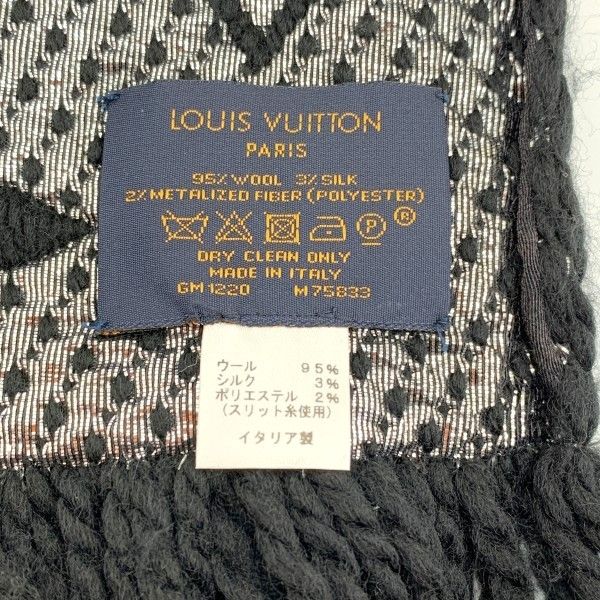 LOUIS VUITTON
PARIS
95% WOOL 3% SILK
2% METALIZED FIBER (POLYESTER)
P ®
DRY CLEAN ONLY
MADE IN ITALY
GM1220 M75833
ウール 95%
シルク 3%
ポリエステル 2%
(スリット糸使用)
イタリア製